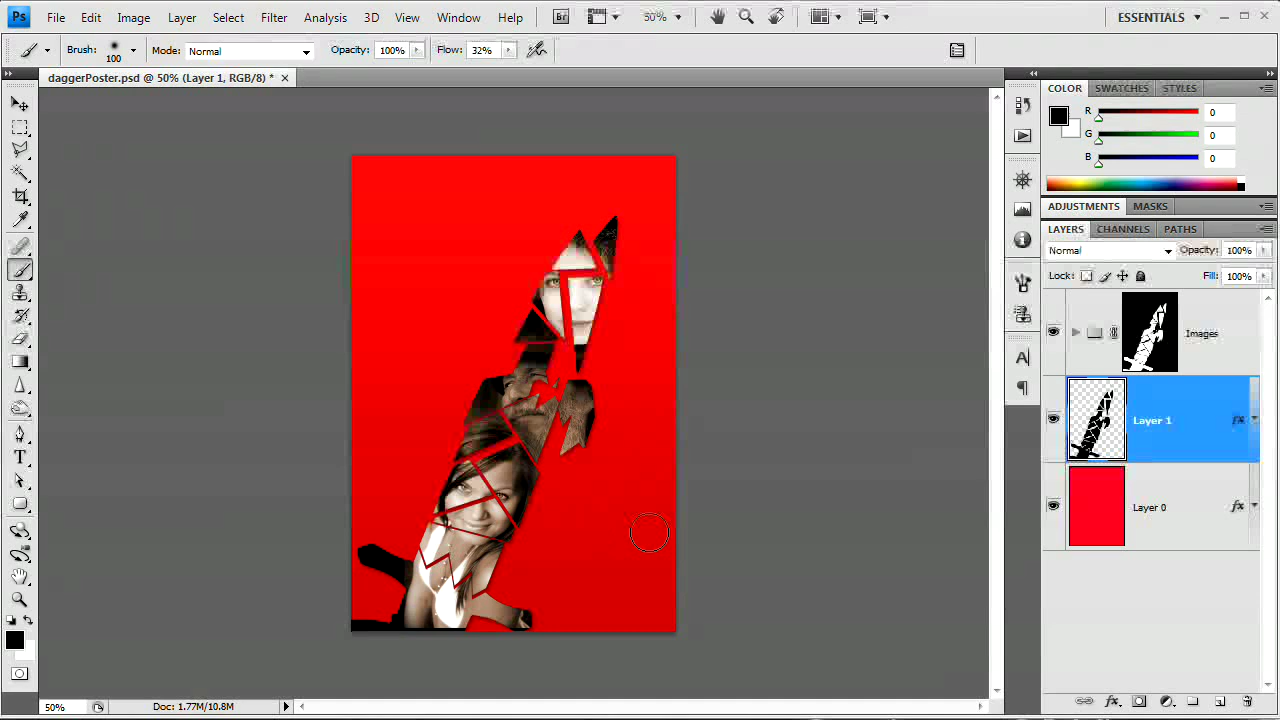 Ps File Edit Image Layer Select Filter Analysis 3D View Window Help Br 50% ESSENTIALS
Brush: 100 Mode: Normal Opacity: 100% Flow: 32%
daggerPoster.psd @ 50% (Layer 1, RGB/8) *
COLOR SWATCHES STYLES
R 0
G 0
B 0
ADJUSTMENTS MASKS
LAYERS CHANNELS PATHS
Normal Opacity: 100%
Lock: Fill: 100%
Images
Layer 1 fx
Layer 0 fx
A
T
50% Doc: 1.77M/10.8M
fx